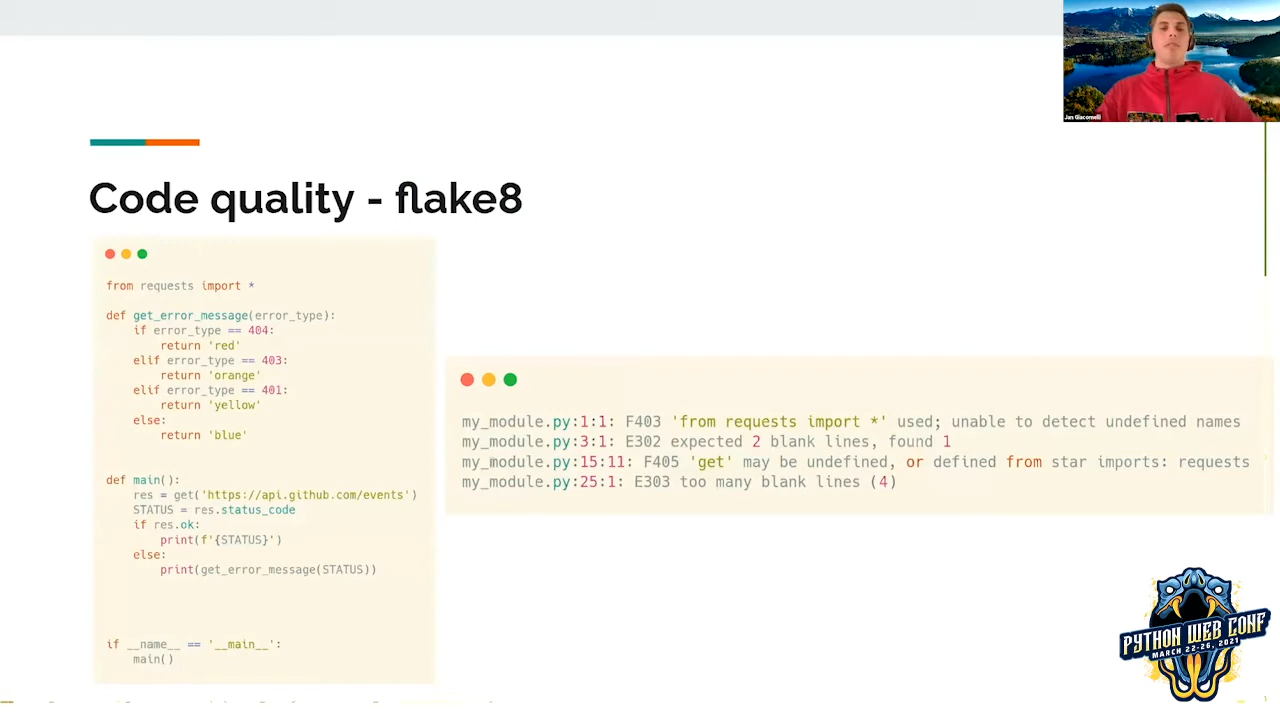 Jan Giacomelli
Code quality - flake8
from requests import *
def get_error_message(error_type):
    if error_type == 404:
        return 'red'
    elif error_type == 403:
        return 'orange'
    elif error_type == 401:
        return 'yellow'
    else:
        return 'blue'
def main():
    res = get('https://api.github.com/events')
    STATUS = res.status_code
    if res.ok:
        print(f'{STATUS}')
    else:
        print(get_error_message(STATUS))
if __name__ == '__main__':
    main()
my_module.py:1:1: F403 'from requests import *' used; unable to detect undefined names
my_module.py:3:1: E302 expected 2 blank lines, found 1
my_module.py:15:11: F405 'get' may be undefined, or defined from star imports: requests
my_module.py:25:1: E303 too many blank lines (4)
PYTHON WEB CONF
MARCH 22-26, 2021